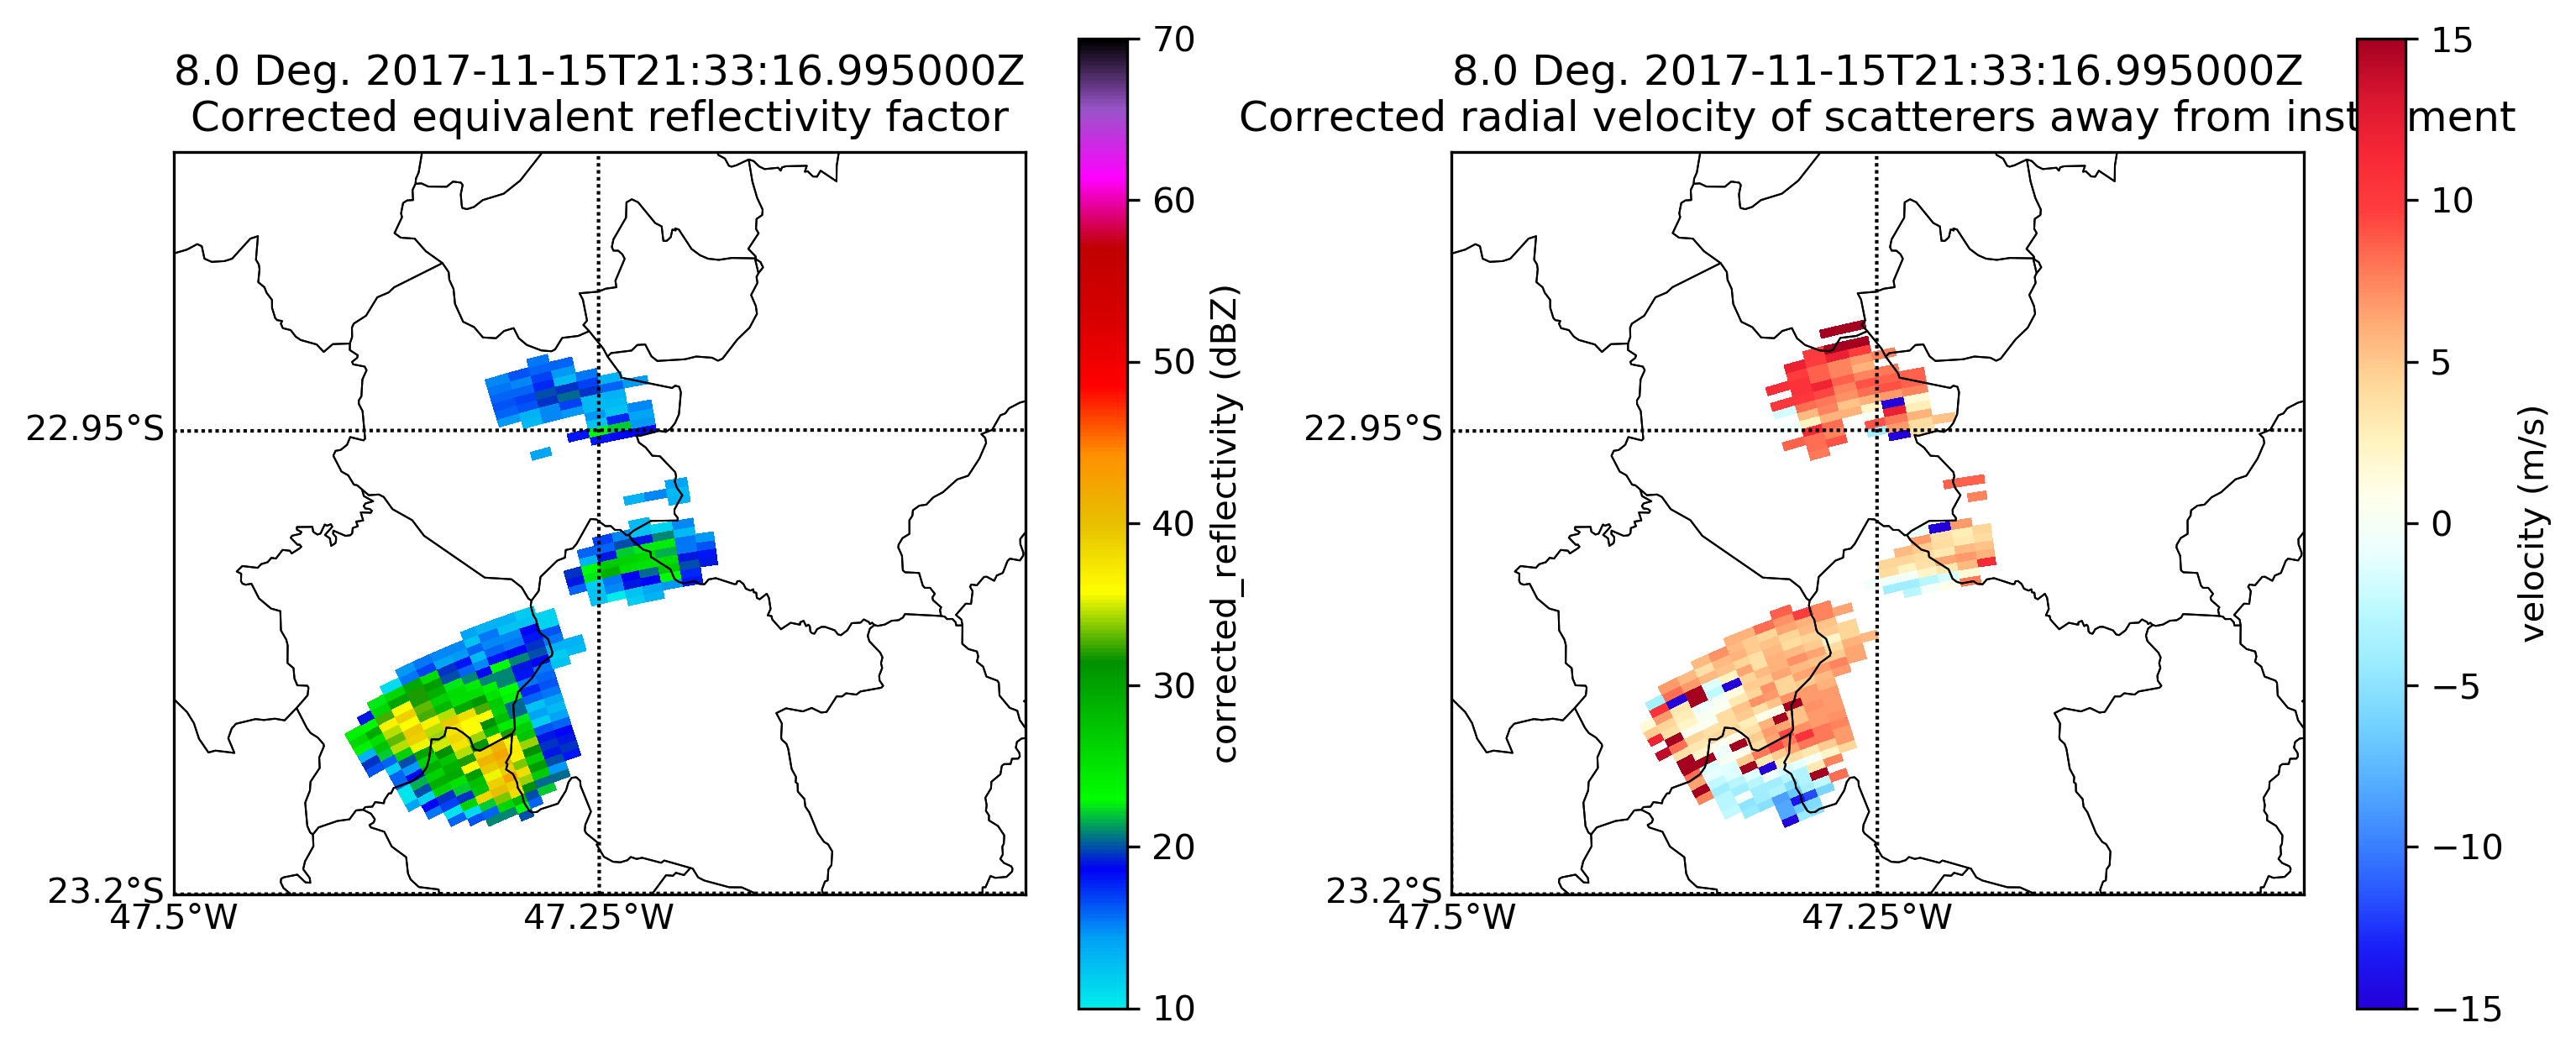 8.0 Deg. 2017-11-15T21:33:16.995000Z
Corrected equivalent reflectivity factor
22.95°S
23.2°S
47.5°W
47.25°W
70
60
50
40
30
20
10
corrected_reflectivity (dBZ)
8.0 Deg. 2017-11-15T21:33:16.995000Z
Corrected radial velocity of scatterers away from inst ment
22.95°S
23.2°S
47.5°W
47.25°W
15
10
5
0
−5
−10
−15
velocity (m/s)